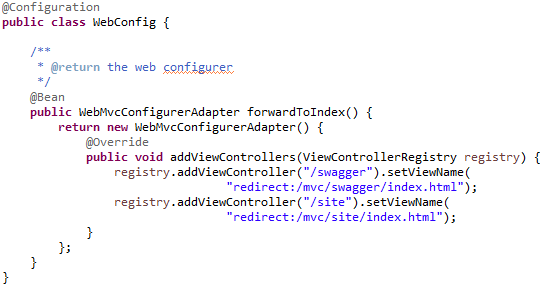 @Configuration
public class WebConfig {
/**
* @return the web configurer
*/
@Bean
public WebMvcConfigurerAdapter forwardToIndex() {
return new WebMvcConfigurerAdapter() {
@Override
public void addViewControllers(ViewControllerRegistry registry) {
registry.addViewController("/swagger").setViewName(
"redirect:/mvc/swagger/index.html");
registry.addViewController("/site").setViewName(
"redirect:/mvc/site/index.html");
}
};
}
}